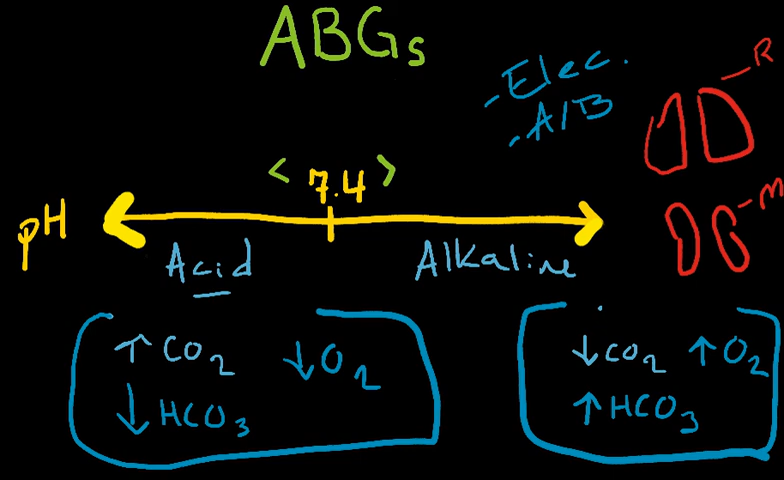 ABGs
- Elec.
- A/B
R
< 7.4 >
pH
M
Acid
Alkaline
↑ CO2 ↓ O2
↓ HCO3
↓ CO2 ↑ O2
↑ HCO3